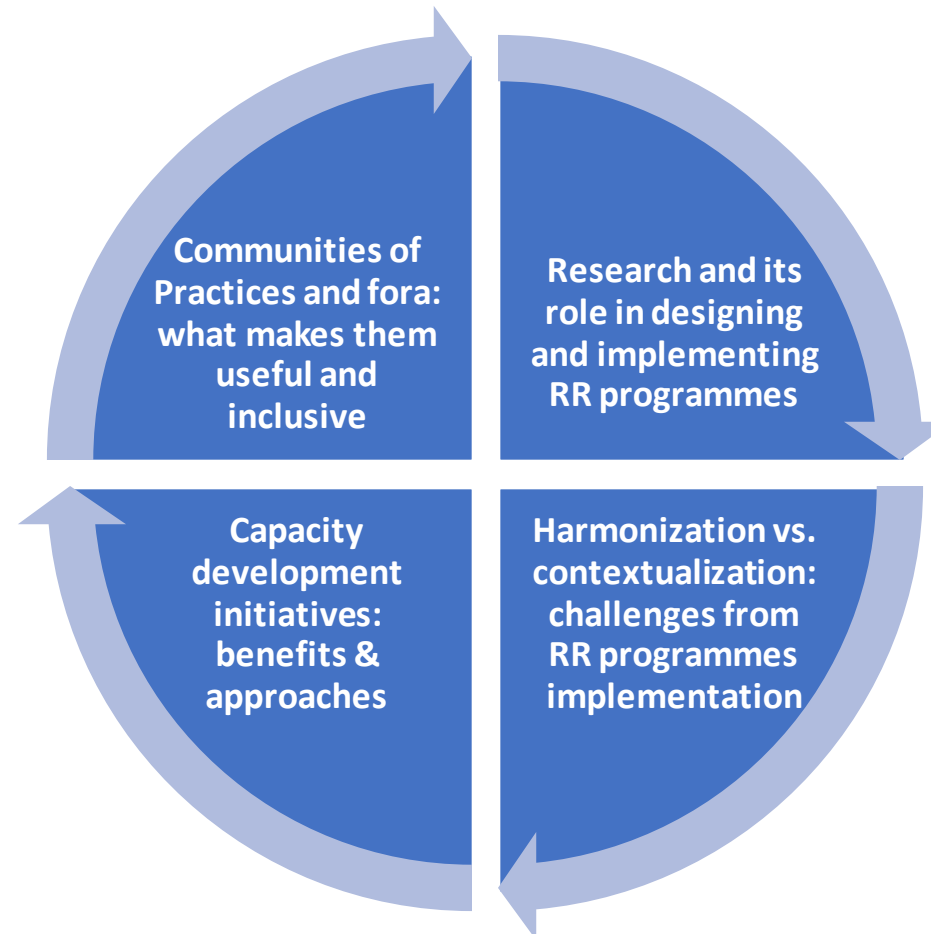 Communities of
Practices and fora:
what makes them
useful and
inclusive
Research and its
role in designing
and implementing
RR programmes
Capacity
development
initiatives:
benefits &
approaches
Harmonization vs.
contextualization:
challenges from
RR programmes
implementation